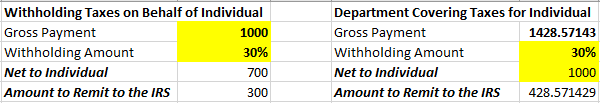 Withholding Taxes on Behalf of Individual
Gross Payment 1000
Withholding Amount 30%
Net to Individual 700
Amount to Remit to the IRS 300
Department Covering Taxes for Individual
Gross Payment 1428.57143
Withholding Amount 30%
Net to Individual 1000
Amount to Remit to the IRS 428.571429